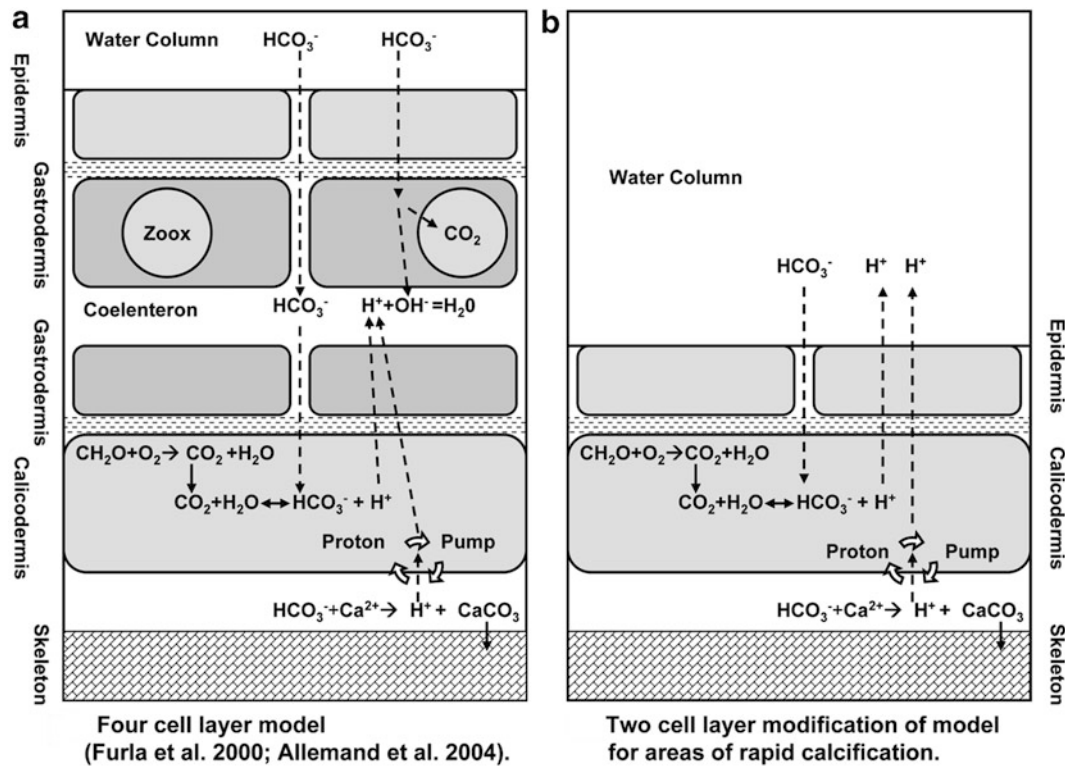 a
Water Column
HCO₃⁻ HCO₃⁻
Epidermis
Gastrodermis
Zoox
CO₂
Coelenteron
HCO₃⁻ H⁺+OH⁻=H₂0
Gastrodermis
Calicodermis
CH₂O+O₂→ CO₂ +H₂O
CO₂+H₂O↔HCO₃⁻ + H⁺
Proton Pump
HCO₃⁻+Ca²⁺→ H⁺ + CaCO₃
Skeleton
Four cell layer model
(Furla et al. 2000; Allemand et al. 2004).
b
Water Column
HCO₃⁻ H⁺ H⁺
Epidermis
Calicodermis
CH₂O+O₂→CO₂+H₂O
CO₂+H₂O↔HCO₃⁻ + H⁺
Proton Pump
HCO₃⁻+Ca²⁺→ H⁺ + CaCO₃
Skeleton
Two cell layer modification of model
for areas of rapid calcification.